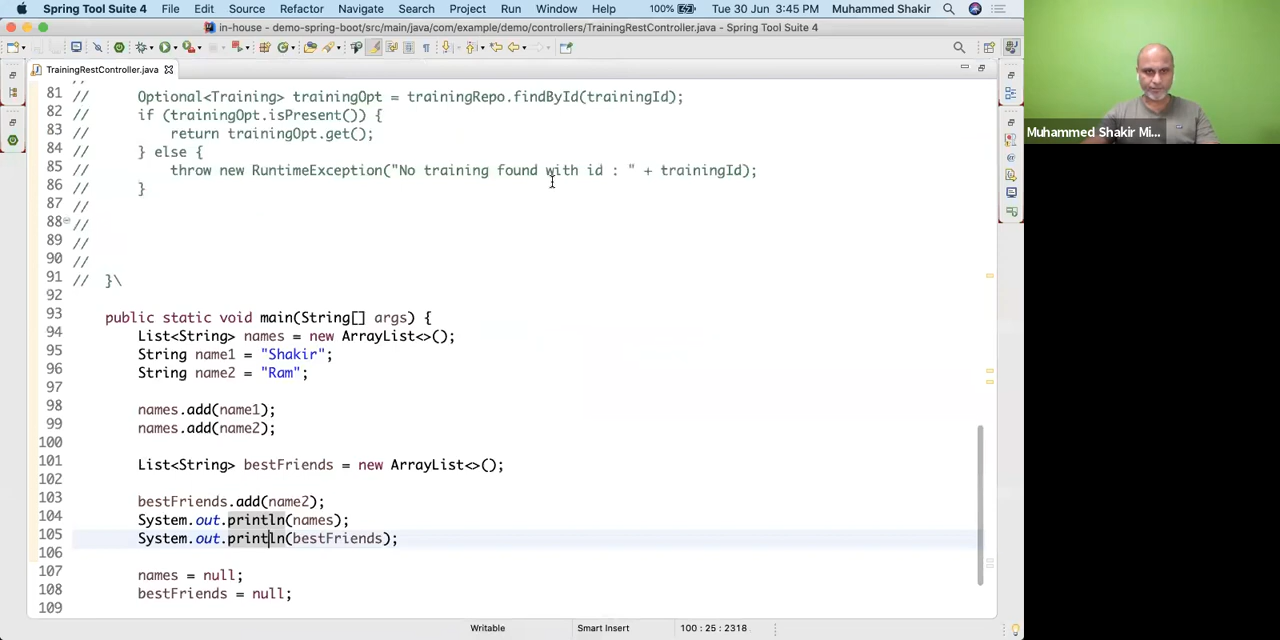 Spring Tool Suite 4 File Edit Source Refactor Navigate Search Project Run Window Help 100% Tue 30 Jun 3:45 PM Muhammed Shakir
in-house - demo-spring-boot/src/main/java/com/example/demo/controllers/TrainingRestController.java - Spring Tool Suite 4
TrainingRestController.java
81 // Optional<Training> trainingOpt = trainingRepo.findById(trainingId);
82 // if (trainingOpt.isPresent()) {
83 // return trainingOpt.get();
84 // } else {
85 // throw new RuntimeException("No training found with id : " + trainingId);
86 // }
87 //
88 //
89 //
90 //
91 // }\
92
93 public static void main(String[] args) {
94 List<String> names = new ArrayList<>();
95 String name1 = "Shakir";
96 String name2 = "Ram";
97
98 names.add(name1);
99 names.add(name2);
100
101 List<String> bestFriends = new ArrayList<>();
102
103 bestFriends.add(name2);
104 System.out.println(names);
105 System.out.println(bestFriends);
106
107 names = null;
108 bestFriends = null;
109
Writable Smart Insert 100 : 25 : 2318
Muhammed Shakir Mi...